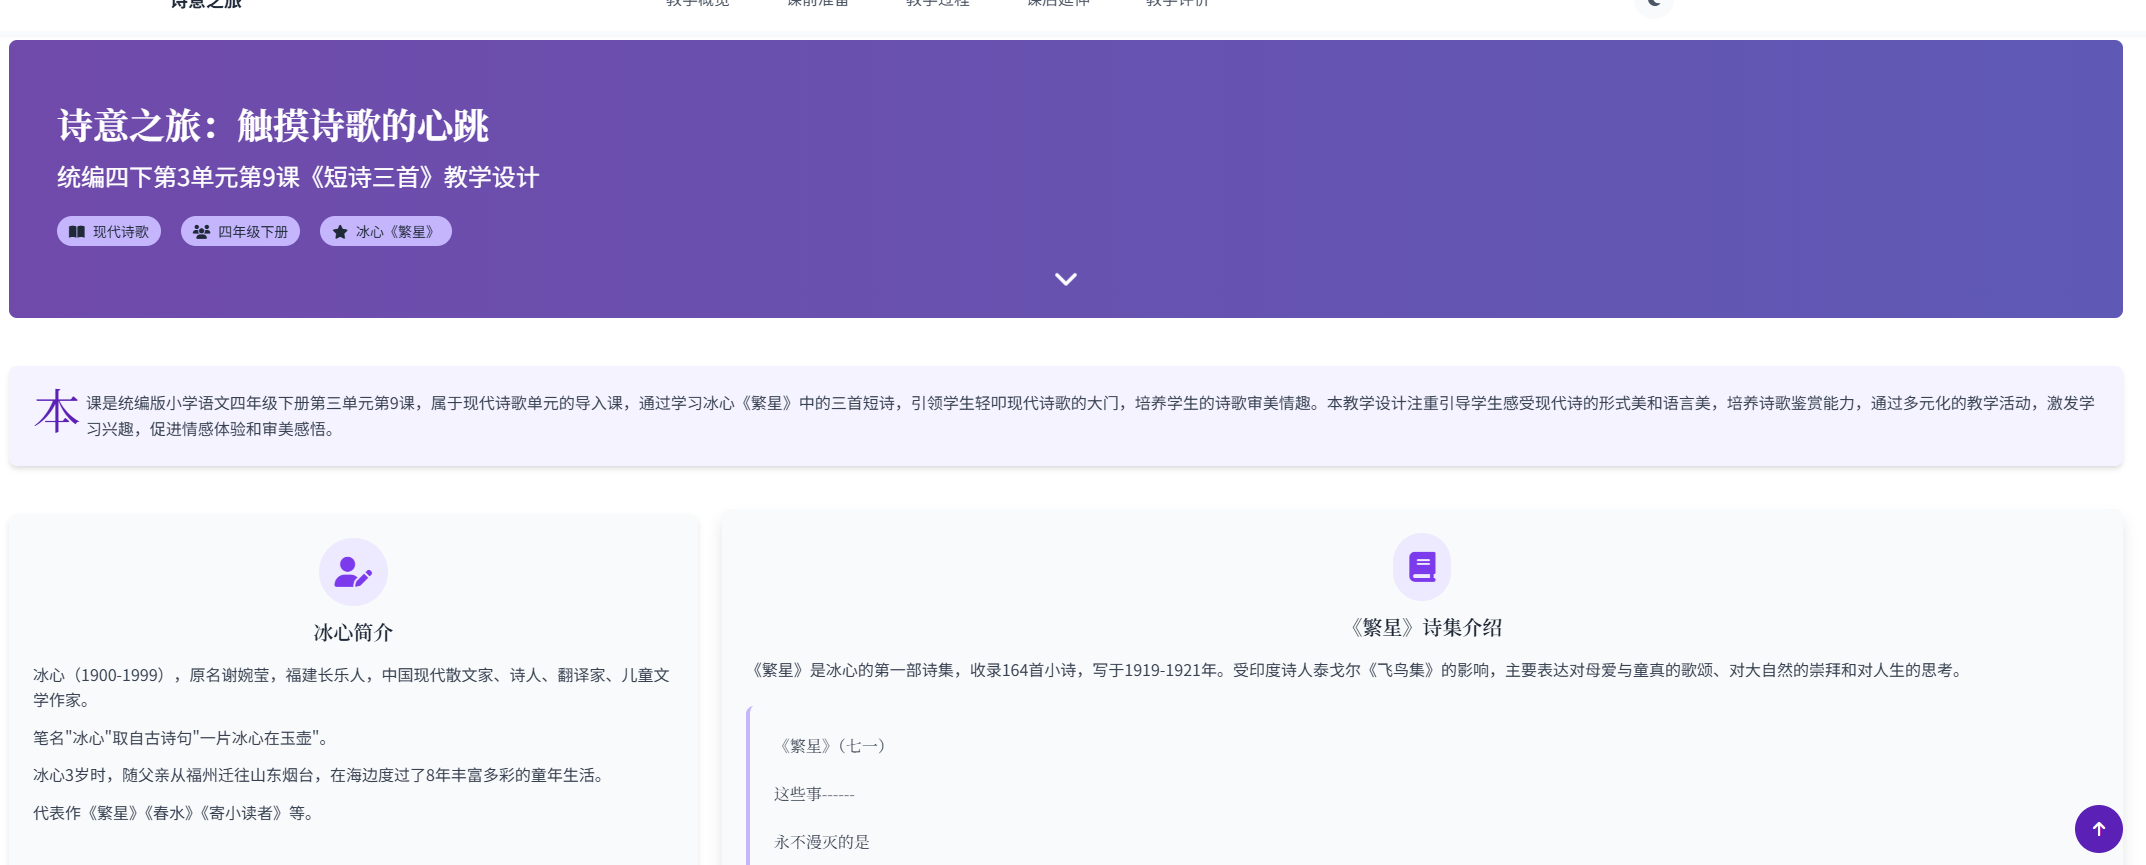 诗意之旅
教学概览
课前准备
教学过程
课后延伸
教学评价
诗意之旅：触摸诗歌的心跳
统编四下第3单元第9课《短诗三首》教学设计
现代诗歌
四年级下册
冰心《繁星》
本课是统编版小学语文四年级下册第三单元第9课，属于现代诗歌单元的导入课，通过学习冰心《繁星》中的三首短诗，引领学生轻叩现代诗歌的大门，培养学生的诗歌审美情趣。本教学设计注重引导学生感受现代诗的形式美和语言美，培养诗歌鉴赏能力，通过多元化的教学活动，激发学
习兴趣，促进情感体验和审美感悟。
冰心简介
冰心（1900-1999），原名谢婉莹，福建长乐人，中国现代散文家、诗人、翻译家、儿童文
学作家。
笔名"冰心"取自古诗句"一片冰心在玉壶"。
冰心3岁时，随父亲从福州迁往山东烟台，在海边度过了8年丰富多彩的童年生活。
代表作《繁星》《春水》《寄小读者》等。
《繁星》诗集介绍
《繁星》是冰心的第一部诗集，收录164首小诗，写于1919-1921年。受印度诗人泰戈尔《飞鸟集》的影响，主要表达对母爱与童真的歌颂、对大自然的崇拜和对人生的思考。
《繁星》（七一）
这些事------
永不漫灭的是